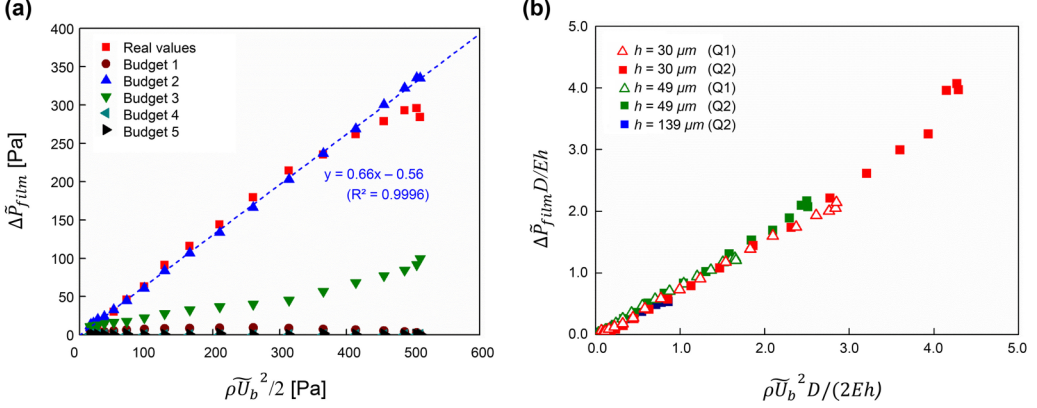 (a)
400
350
300
250
200
150
100
50
0
Real values
Budget 1
Budget 2
Budget 3
Budget 4
Budget 5
y = 0.66x – 0.56
(R² = 0.9996)
0 100 200 300 400 500 600
ΔP̃_film [Pa]
ρŨ_b²/2 [Pa]
(b)
5.0
4.0
3.0
2.0
1.0
0.0
h = 30 μm (Q1)
h = 30 μm (Q2)
h = 49 μm (Q1)
h = 49 μm (Q2)
h = 139 μm (Q2)
0.0 1.0 2.0 3.0 4.0 5.0
ΔP̃_film D/Eh
ρŨ_b² D/(2Eh)